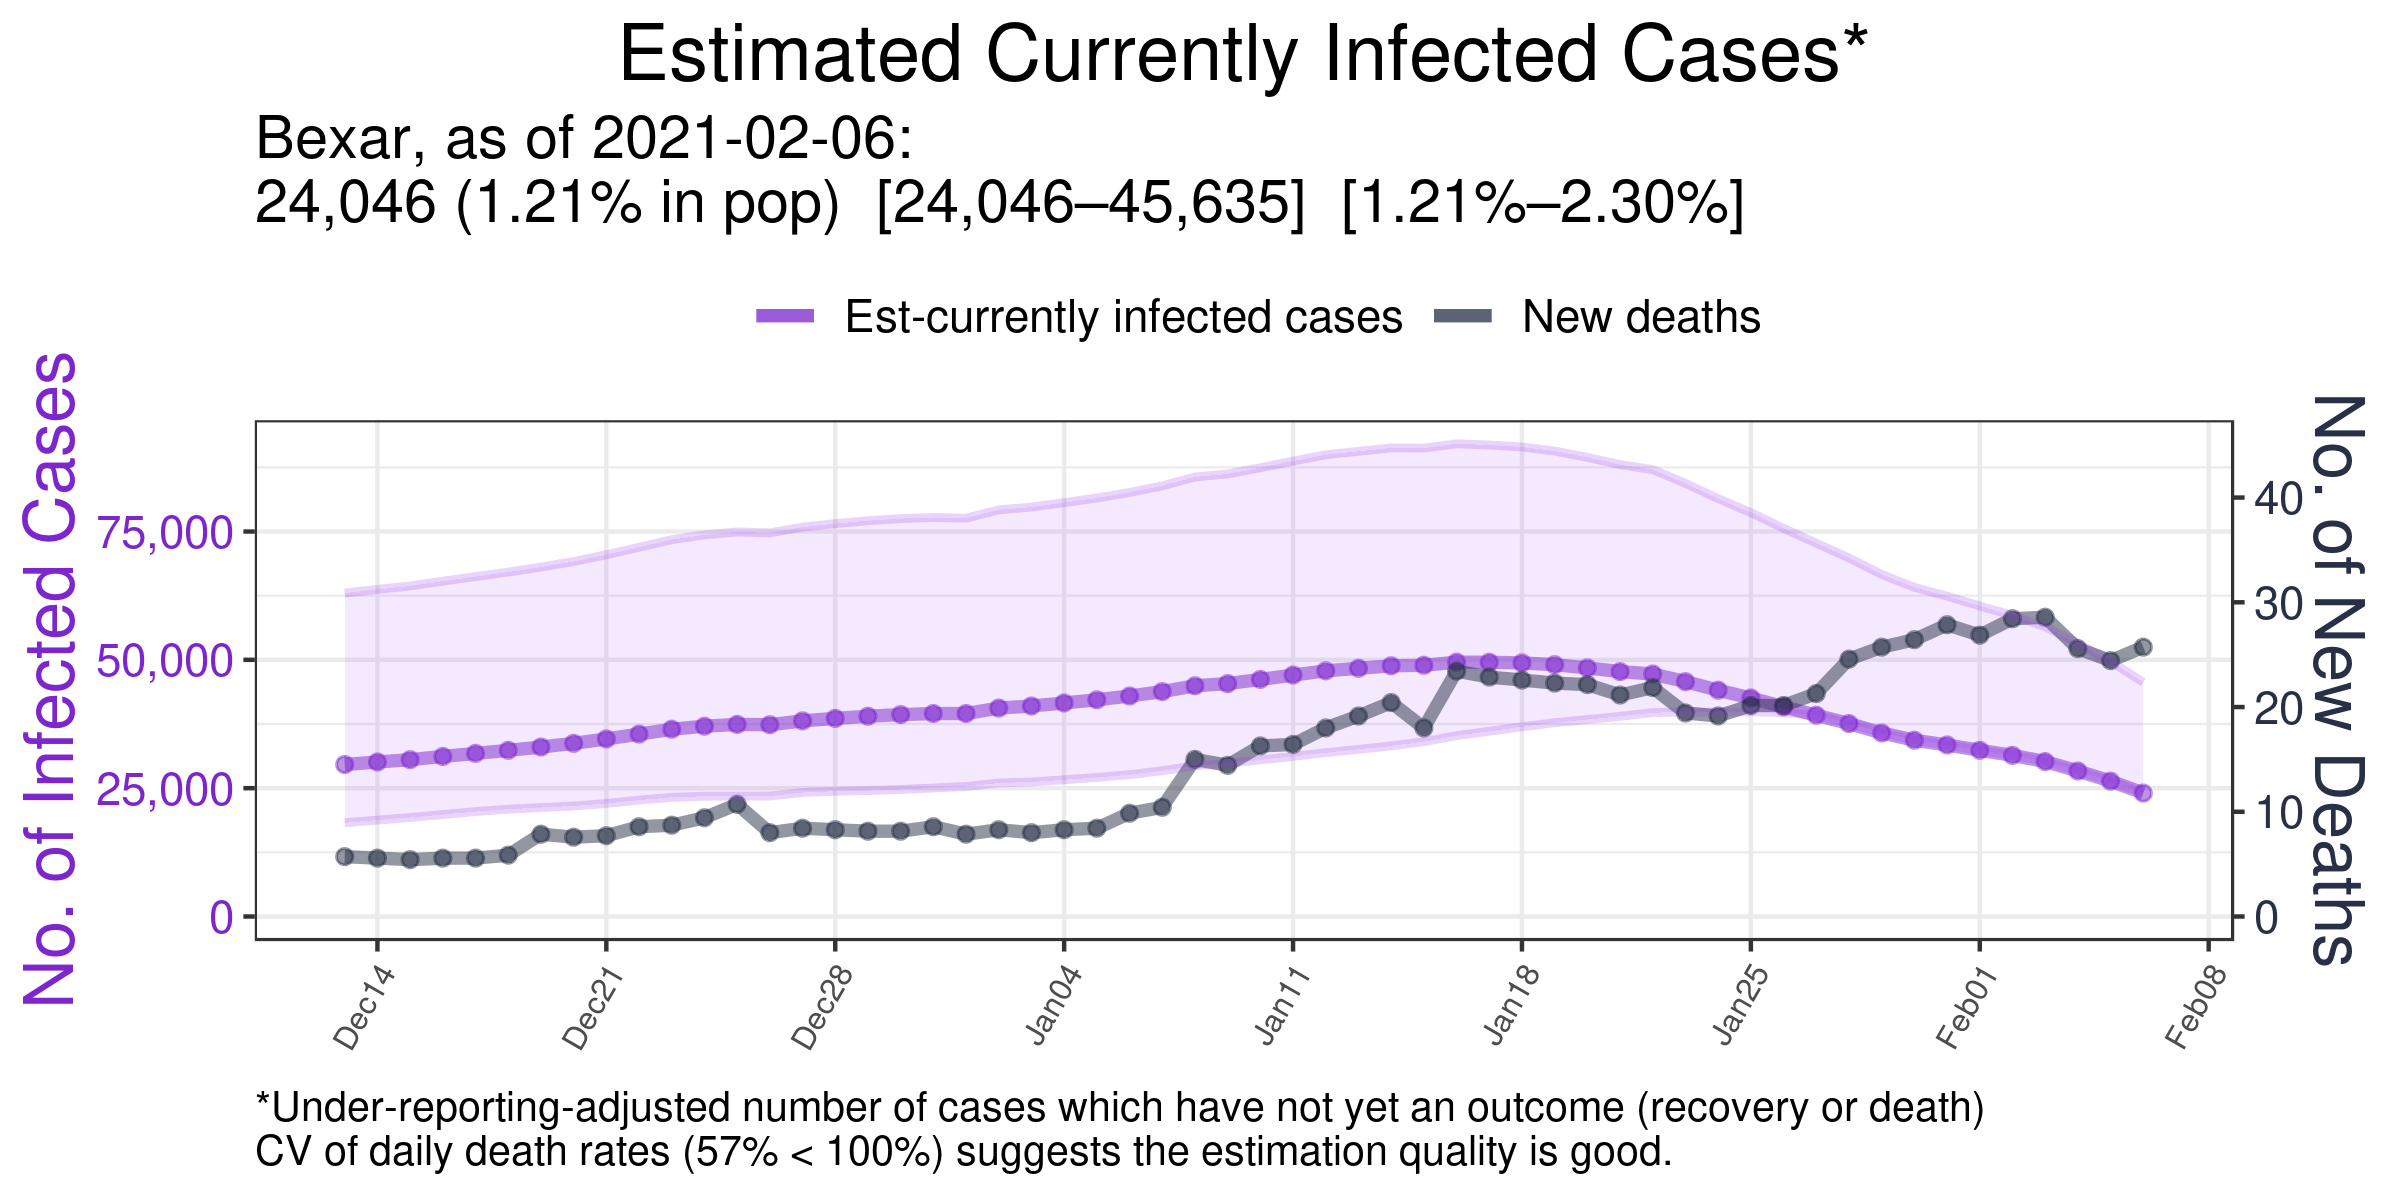 Estimated Currently Infected Cases*
Bexar, as of 2021-02-06:
24,046 (1.21% in pop)  [24,046–45,635]  [1.21%–2.30%]
Est-currently infected cases
New deaths
No. of Infected Cases
75,000
50,000
25,000
0
No. of New Deaths
40
30
20
10
0
Dec14
Dec21
Dec28
Jan04
Jan11
Jan18
Jan25
Feb01
Feb08
*Under-reporting-adjusted number of cases which have not yet an outcome (recovery or death)
CV of daily death rates (57% < 100%) suggests the estimation quality is good.